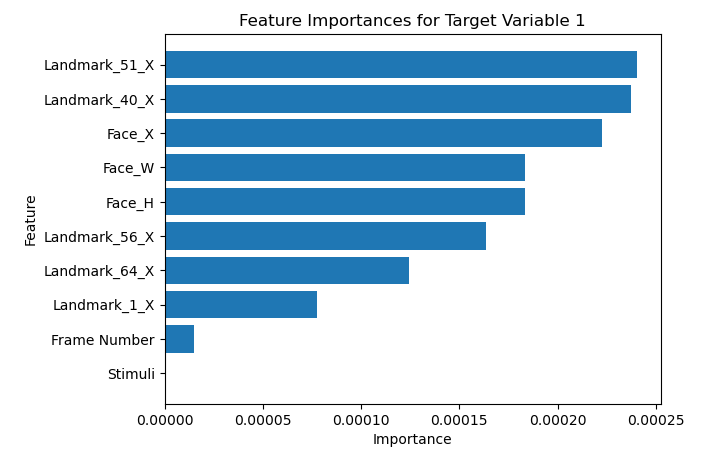 Feature Importances for Target Variable 1
Landmark_51_X
Landmark_40_X
Face_X
Face_W
Face_H
Landmark_56_X
Landmark_64_X
Landmark_1_X
Frame Number
Stimuli
Feature
0.00000 0.00005 0.00010 0.00015 0.00020 0.00025
Importance